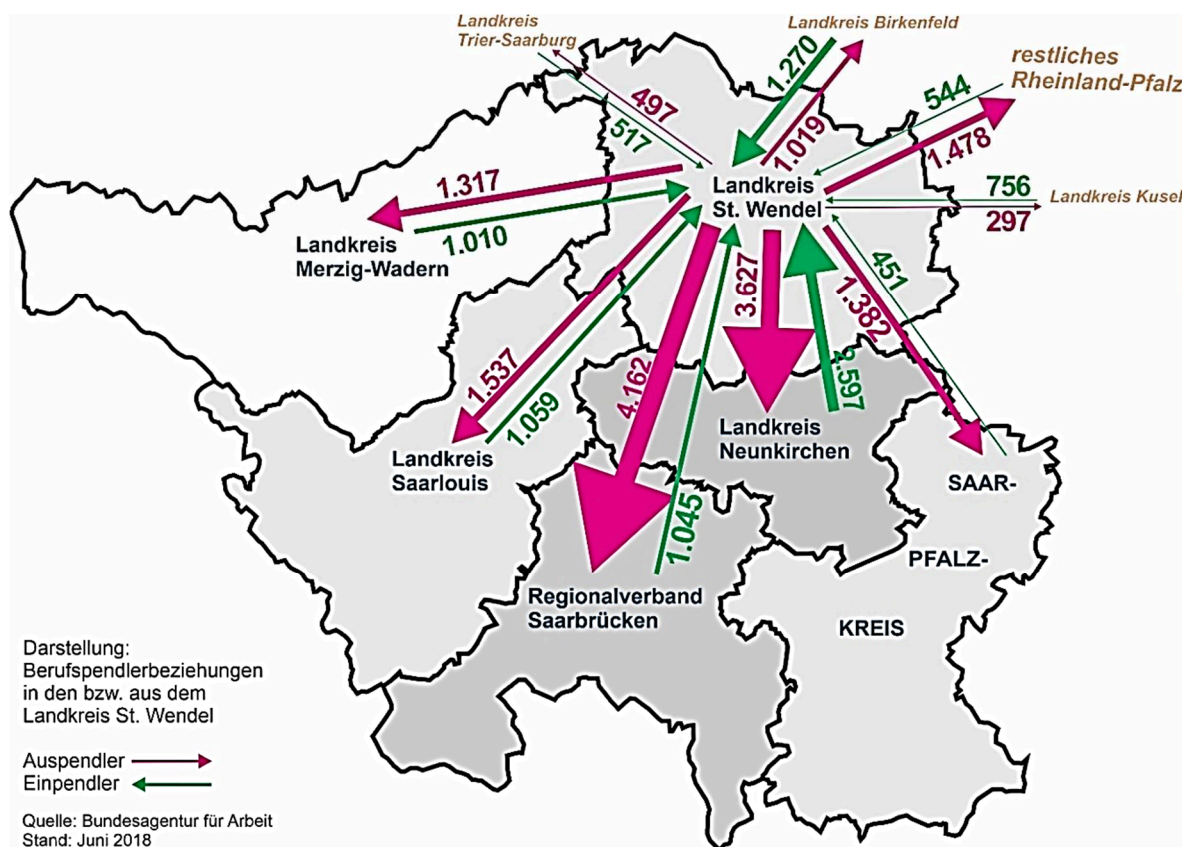 Landkreis
Trier-Saarburg
Landkreis Birkenfeld
restliches
Rheinland-Pfalz
497
517
1.270
1.019
544
1.478
Landkreis
St. Wendel
756
Landkreis Kusel
297
1.317
1.010
Landkreis
Merzig-Wadern
451
1.382
3.627
2.597
4.162
1.537
1.059
1.045
Landkreis
Neunkirchen
Landkreis
Saarlouis
SAAR-
PFALZ-
KREIS
Regionalverband
Saarbrücken
Darstellung:
Berufspendlerbeziehungen
in den bzw. aus dem
Landkreis St. Wendel
Auspendler
Einpendler
Quelle: Bundesagentur für Arbeit
Stand: Juni 2018